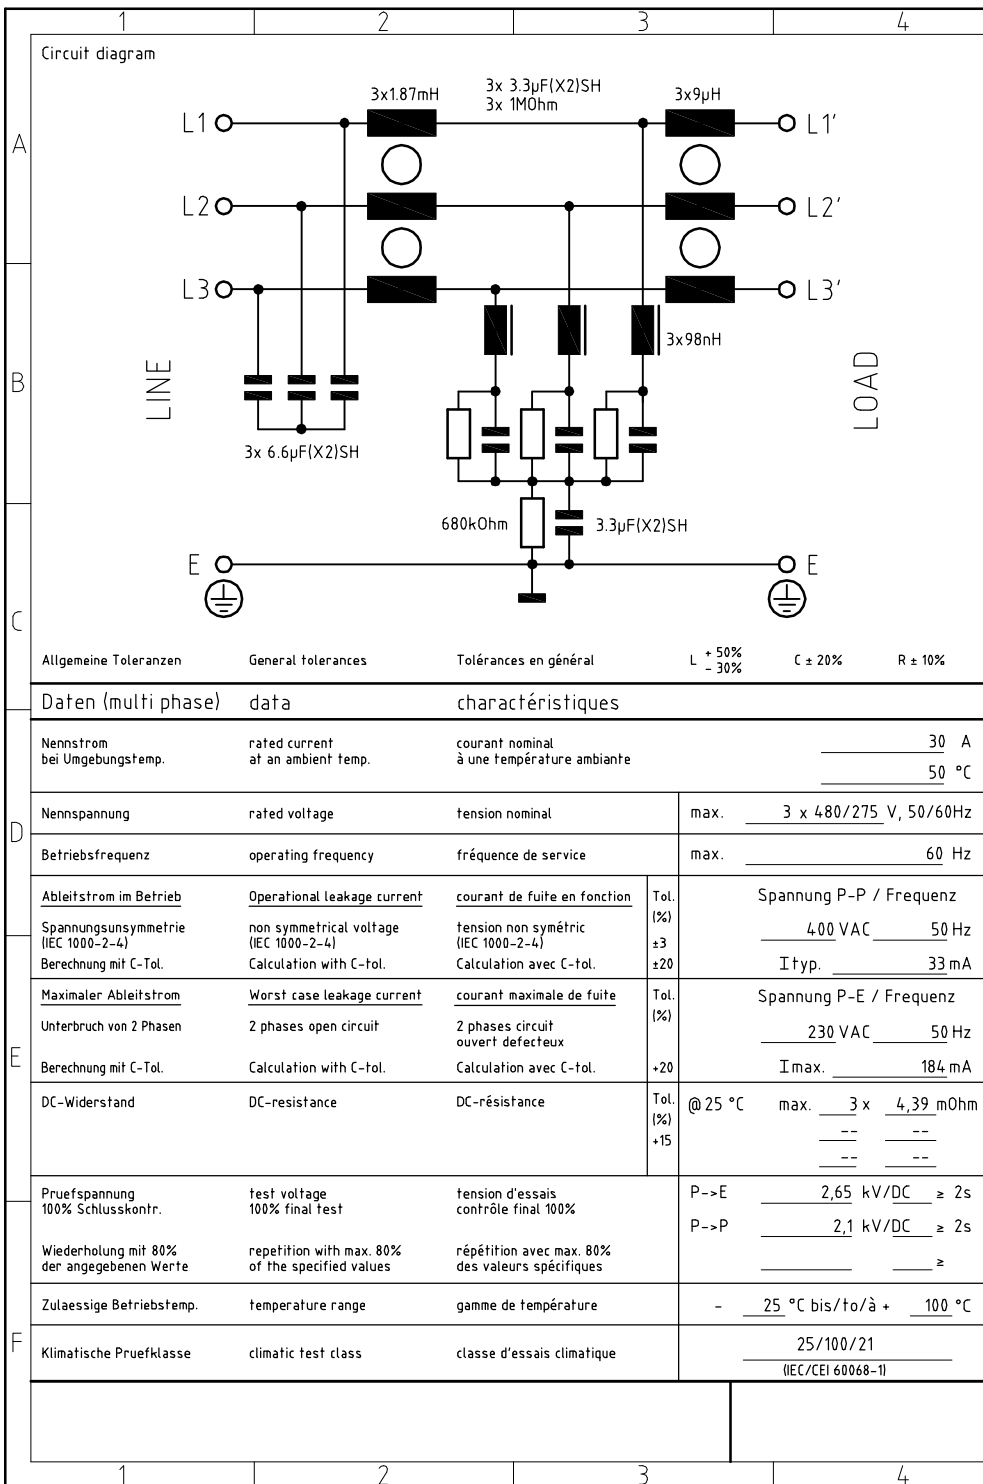 1 2 3 4
Circuit diagram
3x1.87mH
3x 3.3µF(X2)SH
3x 1MOhm
3x9µH
L1 L1'
A
L2 L2'
L3 L3'
3x98nH
LINE
LOAD
B
3x 6.6µF(X2)SH
680kOhm
3.3µF(X2)SH
E E
C
Allgemeine Toleranzen General tolerances Tolérances en général L + 50% - 30% C ± 20% R ± 10%
Daten (multi phase) data charactéristiques
Nennstrom rated current courant nominal 30 A
bei Umgebungstemp. at an ambient temp. à une température ambiante
50 °C
D
Nennspannung rated voltage tension nominal max. 3 x 480/275 V, 50/60Hz
Betriebsfrequenz operating frequency fréquence de service max. 60 Hz
Ableitstrom im Betrieb Operational leakage current courant de fuite en fonction Tol. Spannung P-P / Frequenz
(%)
Spannungsunsymmetrie non symmetrical voltage tension non symétric 400 VAC 50 Hz
(IEC 1000-2-4) (IEC 1000-2-4) (IEC 1000-2-4) ±3
Berechnung mit C-Tol. Calculation with C-tol. Calculation avec C-tol. ±20 Ityp. 33 mA
Maximaler Ableitstrom Worst case leakage current courant maximale de fuite Tol. Spannung P-E / Frequenz
(%)
Unterbruch von 2 Phasen 2 phases open circuit 2 phases circuit 230 VAC 50 Hz
ouvert defecteux
E
Berechnung mit C-Tol. Calculation with C-tol. Calculation avec C-tol. +20 Imax. 184 mA
DC-Widerstand DC-resistance DC-résistance Tol. @ 25 °C max. 3 x 4,39 mOhm
(%)
-- --
+15
-- --
Pruefspannung test voltage tension d'essais P->E 2,65 kV/DC ≥ 2s
100% Schlusskontr. 100% final test contrôle final 100%
P->P 2,1 kV/DC ≥ 2s
Wiederholung mit 80% repetition with max. 80% répétition avec max. 80%
der angegebenen Werte of the specified values des valeurs spécifiques ≥
Zulaessige Betriebstemp. temperature range gamme de température - 25 °C bis/to/à + 100 °C
F
Klimatische Pruefklasse climatic test class classe d'essais climatique 25/100/21
(IEC/CEI 60068-1)
1 2 3 4